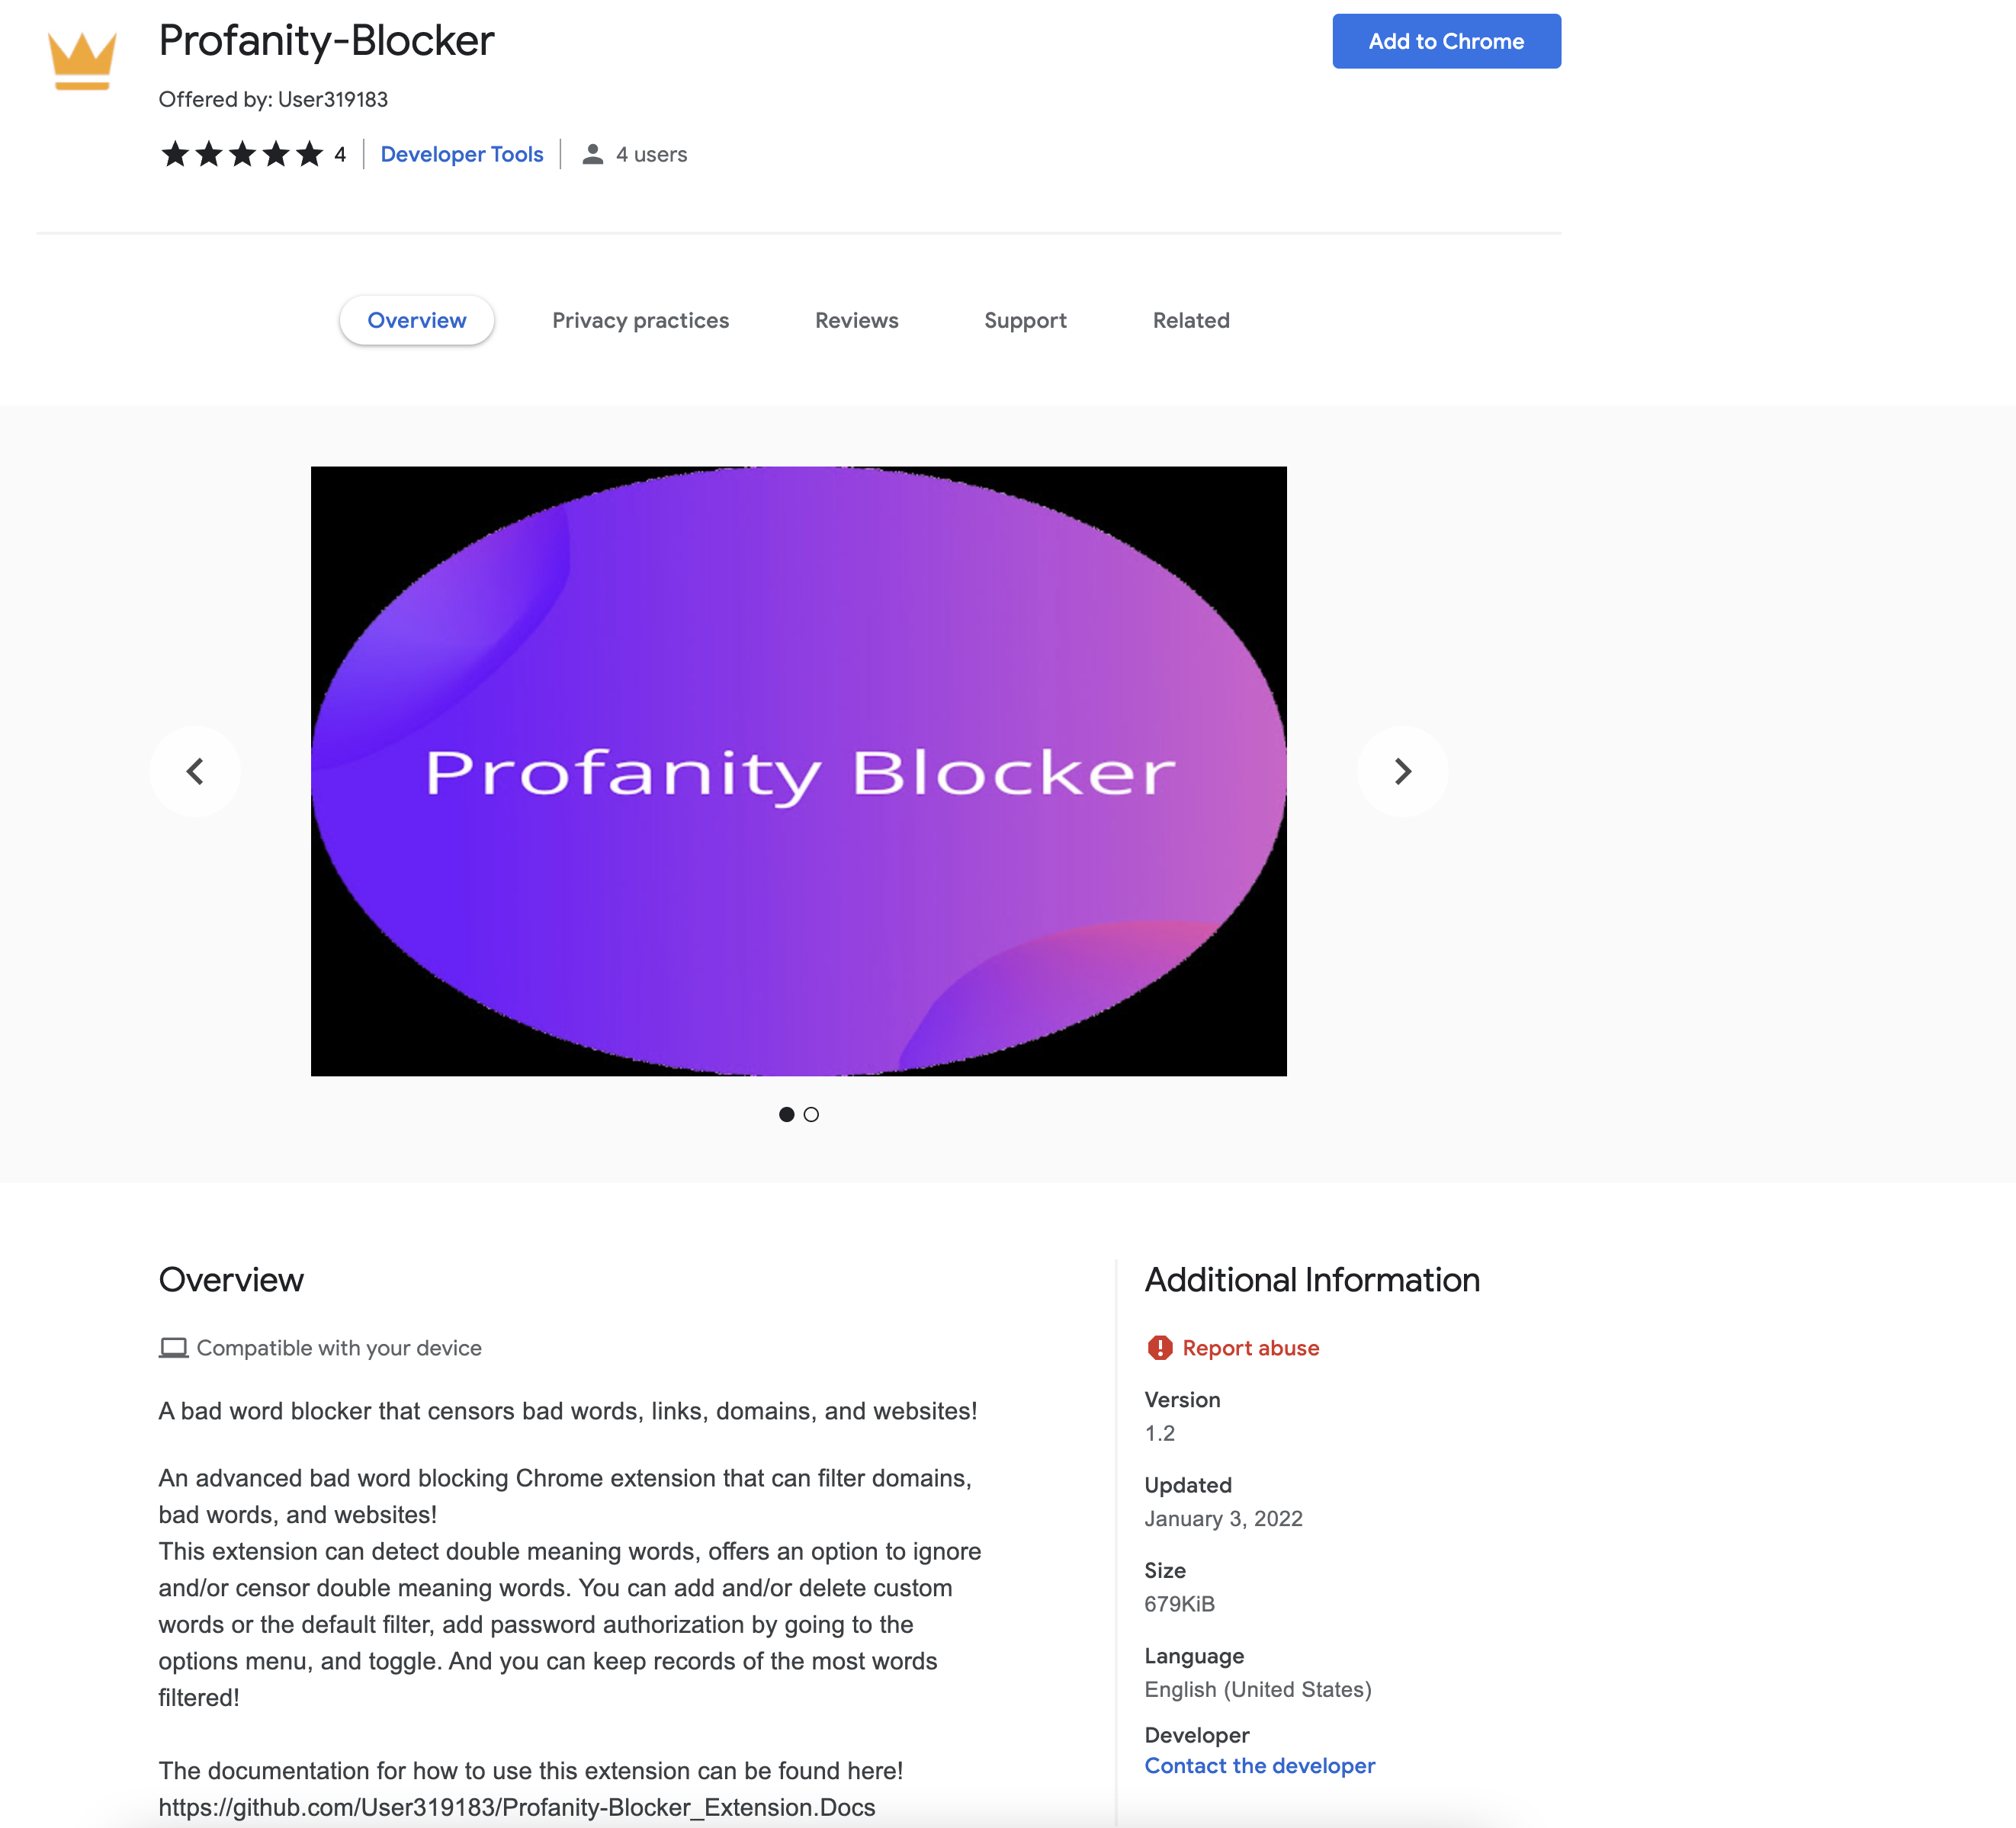 Profanity-Blocker
Add to Chrome
Offered by: User319183
4
Developer Tools
4 users
Overview
Privacy practices
Reviews
Support
Related
Profanity Blocker
Overview
Compatible with your device
A bad word blocker that censors bad words, links, domains, and websites!
An advanced bad word blocking Chrome extension that can filter domains,
bad words, and websites!
This extension can detect double meaning words, offers an option to ignore
and/or censor double meaning words. You can add and/or delete custom
words or the default filter, add password authorization by going to the
options menu, and toggle. And you can keep records of the most words
filtered!
The documentation for how to use this extension can be found here!
https://github.com/User319183/Profanity-Blocker_Extension.Docs
Additional Information
Report abuse
Version
1.2
Updated
January 3, 2022
Size
679KiB
Language
English (United States)
Developer
Contact the developer